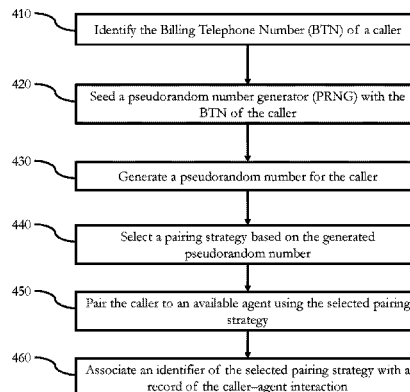 410
Identify the Billing Telephone Number (BTN) of a caller
420
Seed a pseudorandom number generator (PRNG) with the
BTN of the caller
430
Generate a pseudorandom number for the caller
440
Select a pairing strategy based on the generated
pseudorandom number
450
Pair the caller to an available agent using the selected pairing
strategy
460
Associate an identifier of the selected pairing strategy with a
record of the caller–agent interaction